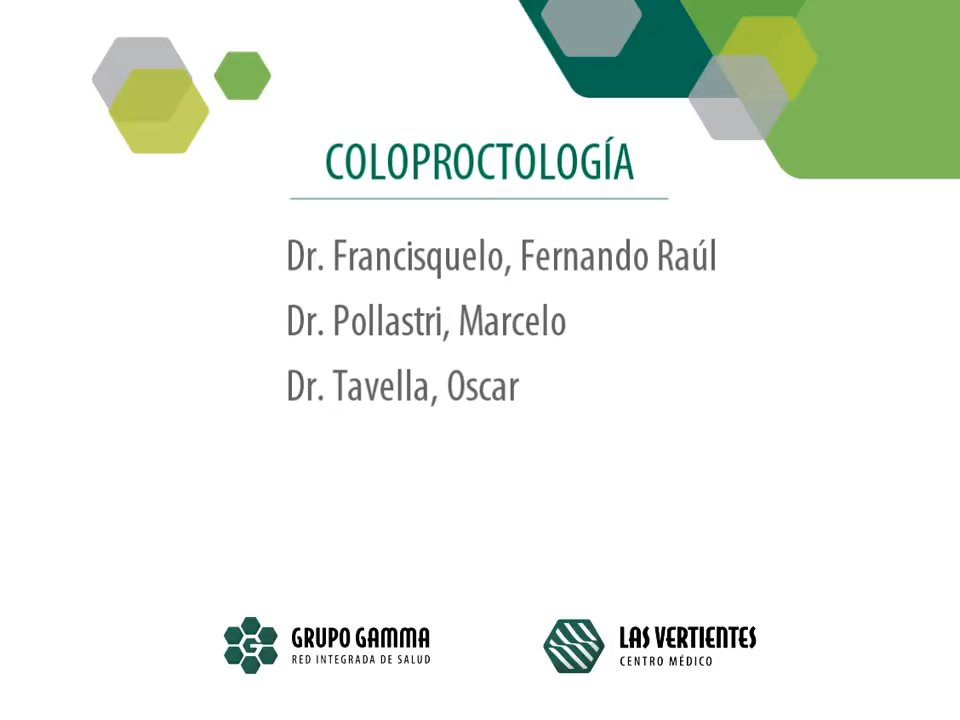 COLOPROCTOLOGÍA
Dr. Francisquelo, Fernando Raúl
Dr. Pollastri, Marcelo
Dr. Tavella, Oscar
GRUPO GAMMA
RED INTEGRADA DE SALUD
LAS VERTIENTES
CENTRO MÉDICO